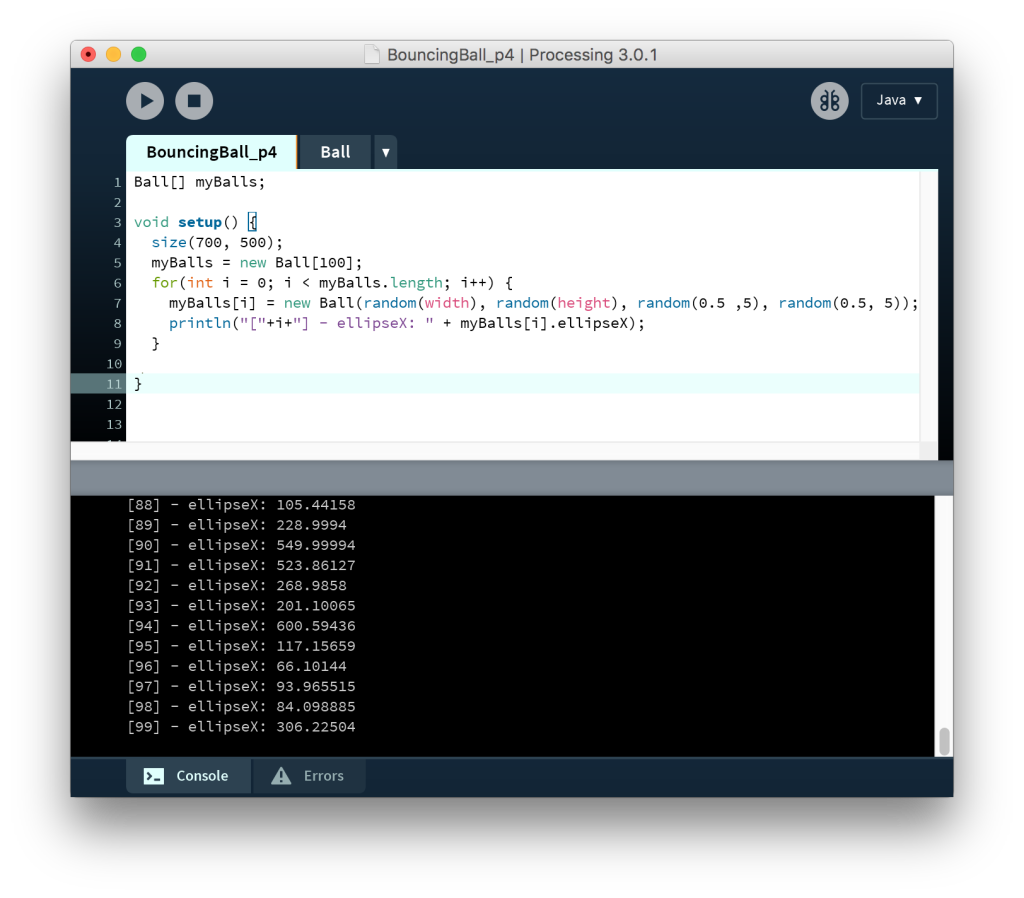 BouncingBall_p4 | Processing 3.0.1
Java ▼
BouncingBall_p4 Ball ▼
1 Ball[] myBalls;
2
3 void setup() {
4   size(700, 500);
5   myBalls = new Ball[100];
6   for(int i = 0; i < myBalls.length; i++) {
7     myBalls[i] = new Ball(random(width), random(height), random(0.5 ,5), random(0.5, 5));
8     println("["+i+"] - ellipseX: " + myBalls[i].ellipseX);
9   }
10
11 }
12
13
[88] - ellipseX: 105.44158
[89] - ellipseX: 228.9994
[90] - ellipseX: 549.99994
[91] - ellipseX: 523.86127
[92] - ellipseX: 268.9858
[93] - ellipseX: 201.10065
[94] - ellipseX: 600.59436
[95] - ellipseX: 117.15659
[96] - ellipseX: 66.10144
[97] - ellipseX: 93.965515
[98] - ellipseX: 84.098885
[99] - ellipseX: 306.22504
Console Errors